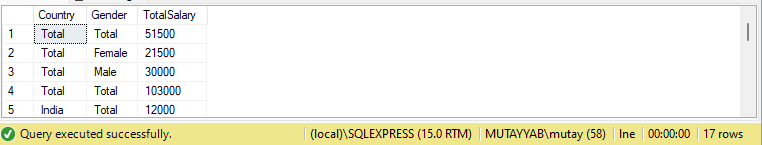 Country Gender TotalSalary
1 Total Total 51500
2 Total Female 21500
3 Total Male 30000
4 Total Total 103000
5 India Total 12000
Query executed successfully. (local)\SQLEXPRESS (15.0 RTM) MUTAYYAB\mutay (58) Ine 00:00:00 17 rows